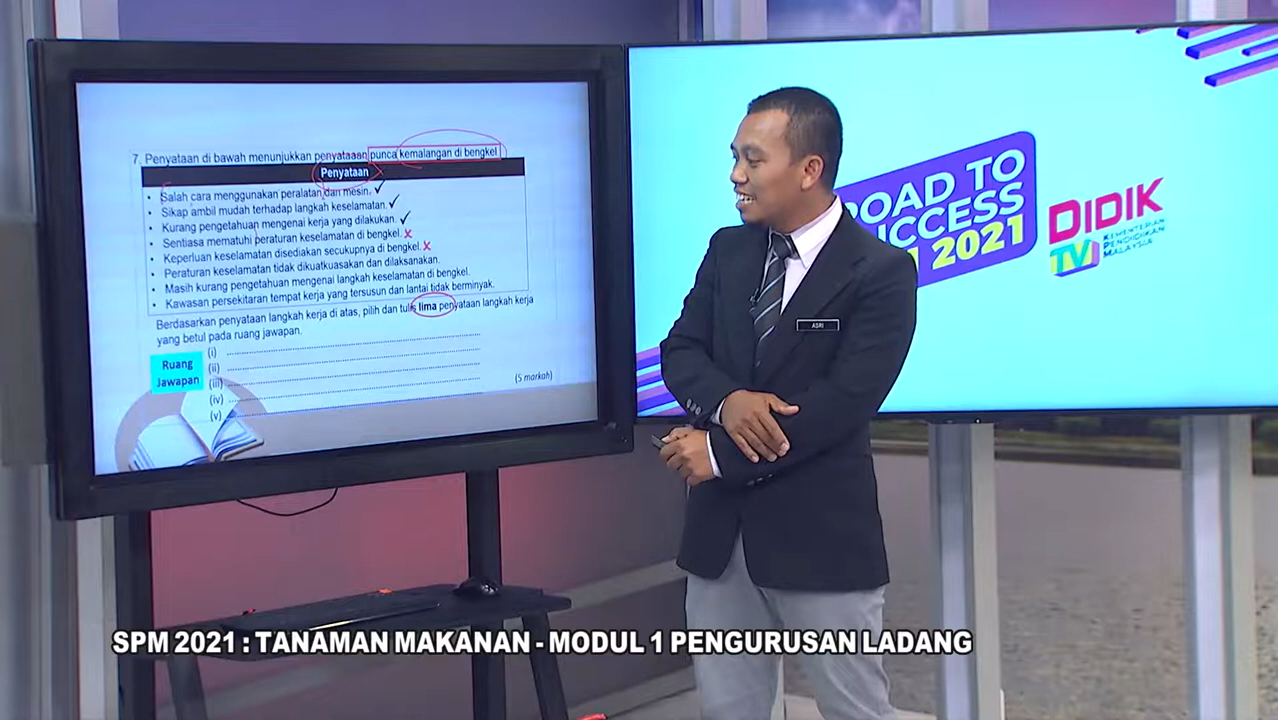 7. Penyataan di bawah menunjukkan penyataaan punca kemalangan di bengkel
Penyataan
• Salah cara menggunakan peralatan dan mesin.
• Sikap ambil mudah terhadap langkah keselamatan.
• Kurang pengetahuan mengenai kerja yang dilakukan.
• Sentiasa mematuhi peraturan keselamatan di bengkel.
• Keperluan keselamatan disediakan secukupnya di bengkel.
• Peraturan keselamatan tidak dikuatkuasakan dan dilaksanakan.
• Masih kurang pengetahuan mengenai langkah keselamatan di bengkel.
• Kawasan persekitaran tempat kerja yang tersusun dan lantai tidak berminyak.
Berdasarkan penyataan langkah kerja di atas, pilih dan tulis lima penyataan langkah kerja
yang betul pada ruang jawapan.
Ruang
Jawapan
(i)
(ii)
(iii)
(iv)
(v)
(5 markah)
ROAD TO
SUCCESS
2021
DIDIK
TV
KEMENTERIAN
PENDIDIKAN
MALAYSIA
ASRI
SPM 2021 : TANAMAN MAKANAN - MODUL 1 PENGURUSAN LADANG